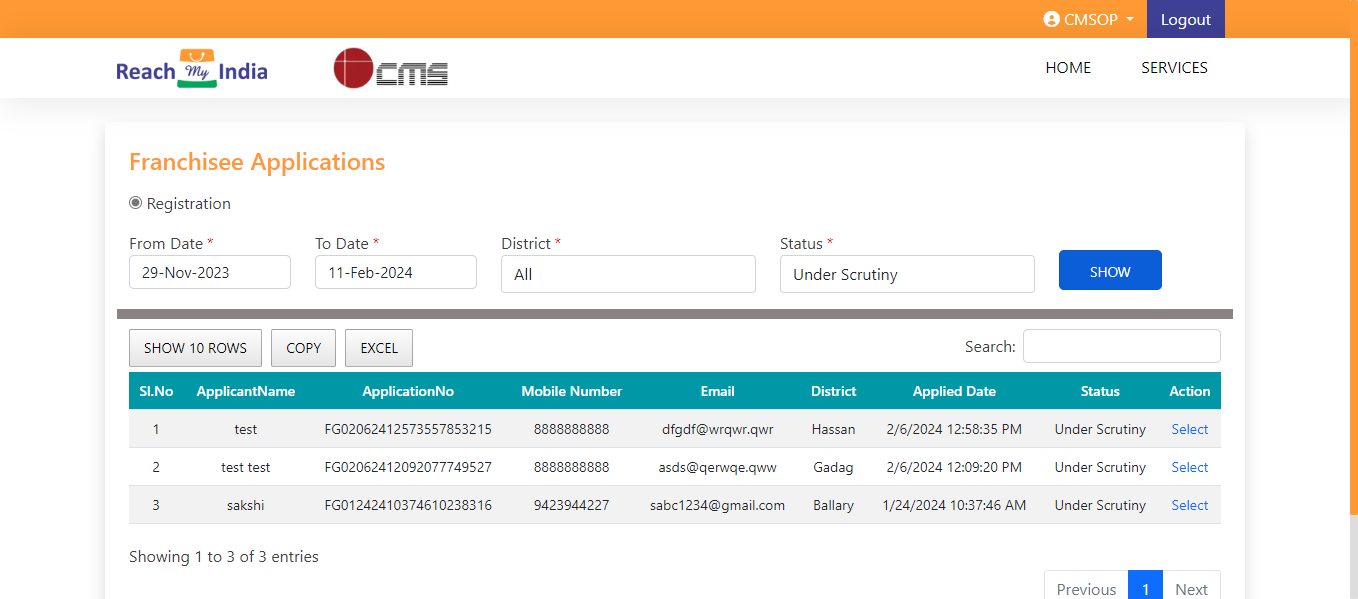 CMSOP Logout
Reach My India CMS HOME SERVICES
Franchisee Applications
Registration
From Date * To Date * District * Status *
29-Nov-2023 11-Feb-2024 All Under Scrutiny SHOW
SHOW 10 ROWS COPY EXCEL Search:
Sl.No ApplicantName ApplicationNo Mobile Number Email District Applied Date Status Action
1 test FG02062412573557853215 8888888888 dfgdf@wrqwr.qwr Hassan 2/6/2024 12:58:35 PM Under Scrutiny Select
2 test test FG02062412092077749527 8888888888 asds@qerwqe.qww Gadag 2/6/2024 12:09:20 PM Under Scrutiny Select
3 sakshi FG01242410374610238316 9423944227 sabc1234@gmail.com Ballary 1/24/2024 10:37:46 AM Under Scrutiny Select
Showing 1 to 3 of 3 entries
Previous 1 Next